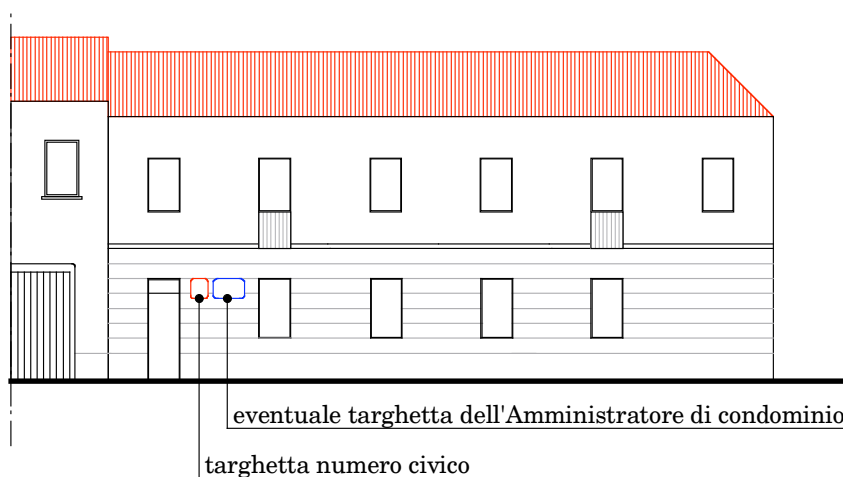 eventuale targhetta dell'Amministratore di condominio
targhetta numero civico